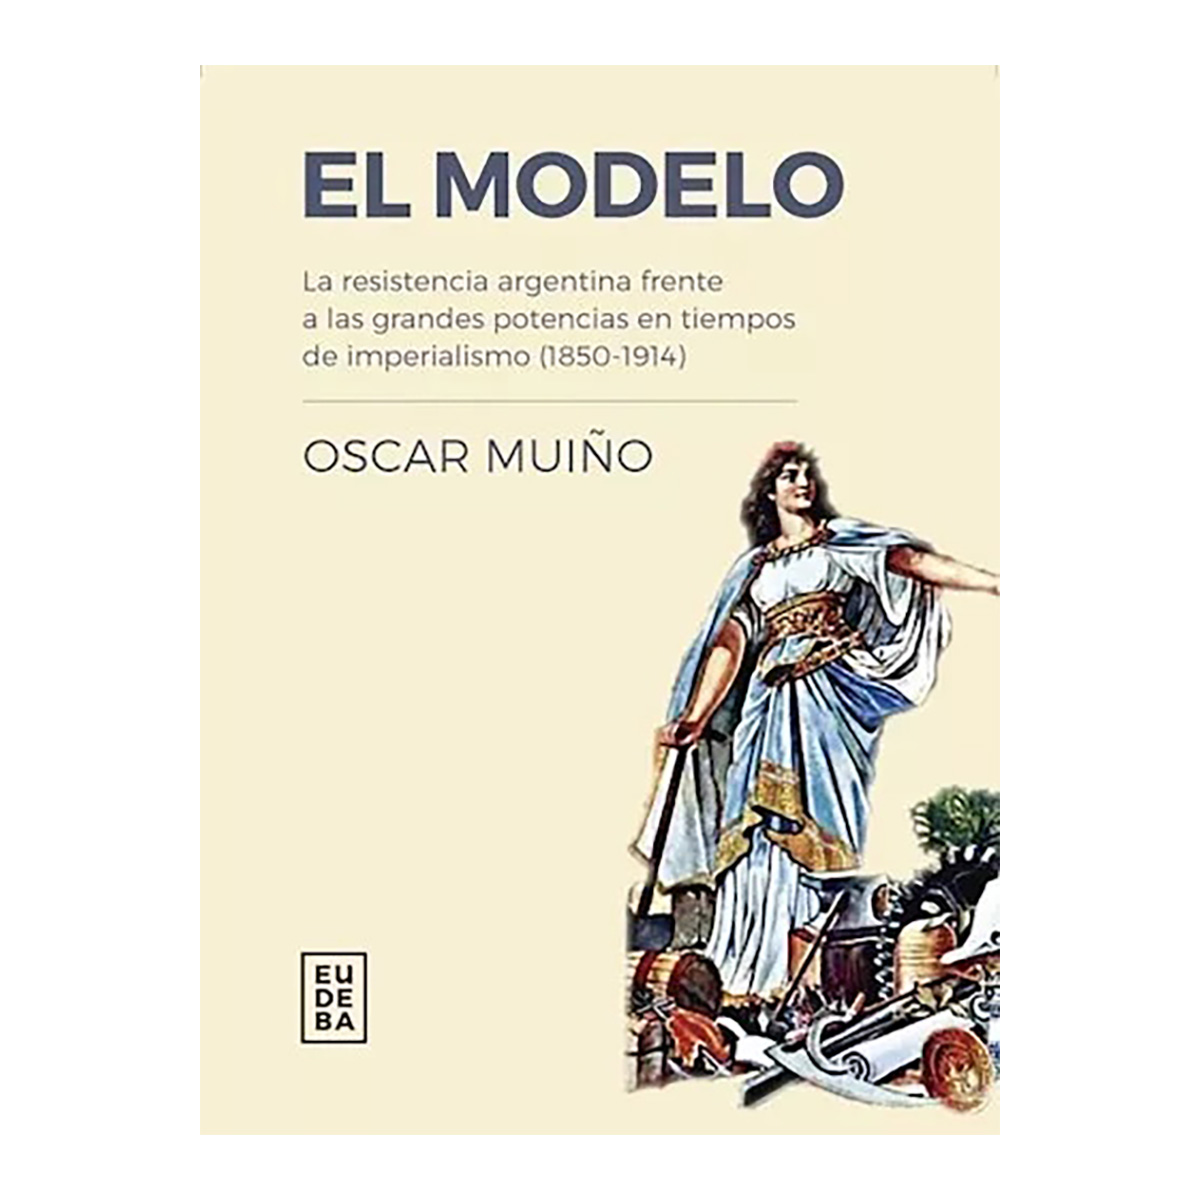 EL MODELO
La resistencia argentina frente
a las grandes potencias en tiempos
de imperialismo (1850-1914)
OSCAR MUIÑO
EU
DE
BA